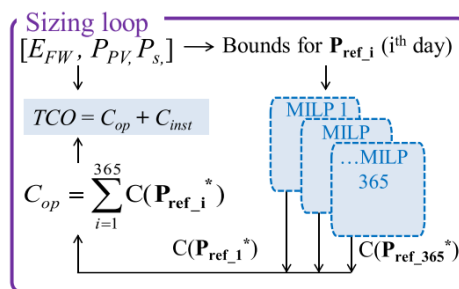 Sizing loop
[E_FW, P_PV, P_s,] → Bounds for P_ref_i (i^th day)
TCO = C_op + C_inst
MILP 1
MILP
...MILP
365
C_op = ∑_{i=1}^{365} C(P_ref_i*)
C(P_ref_1*)
C(P_ref_365*)